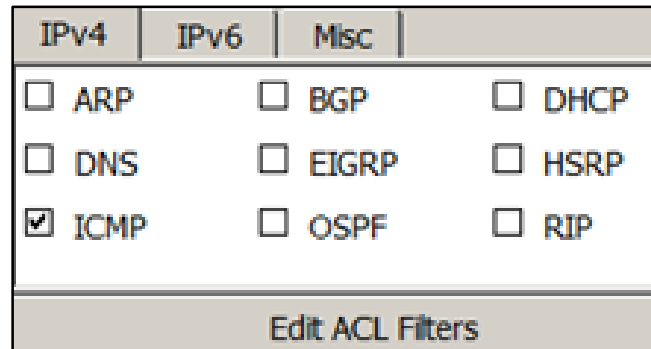 IPv4 IPv6 Misc
ARP BGP DHCP
DNS EIGRP HSRP
ICMP OSPF RIP
Edit ACL Filters